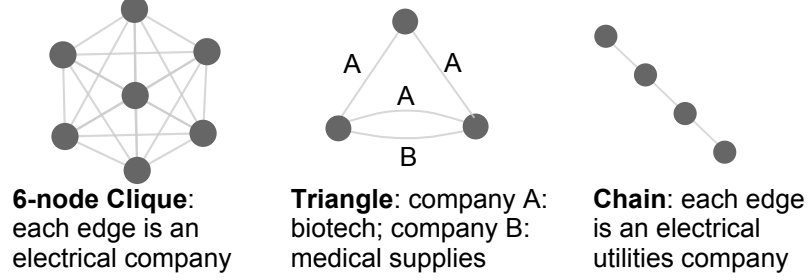 A
A
A
B
6-node Clique:
each edge is an
electrical company
Triangle: company A:
biotech; company B:
medical supplies
Chain: each edge
is an electrical
utilities company